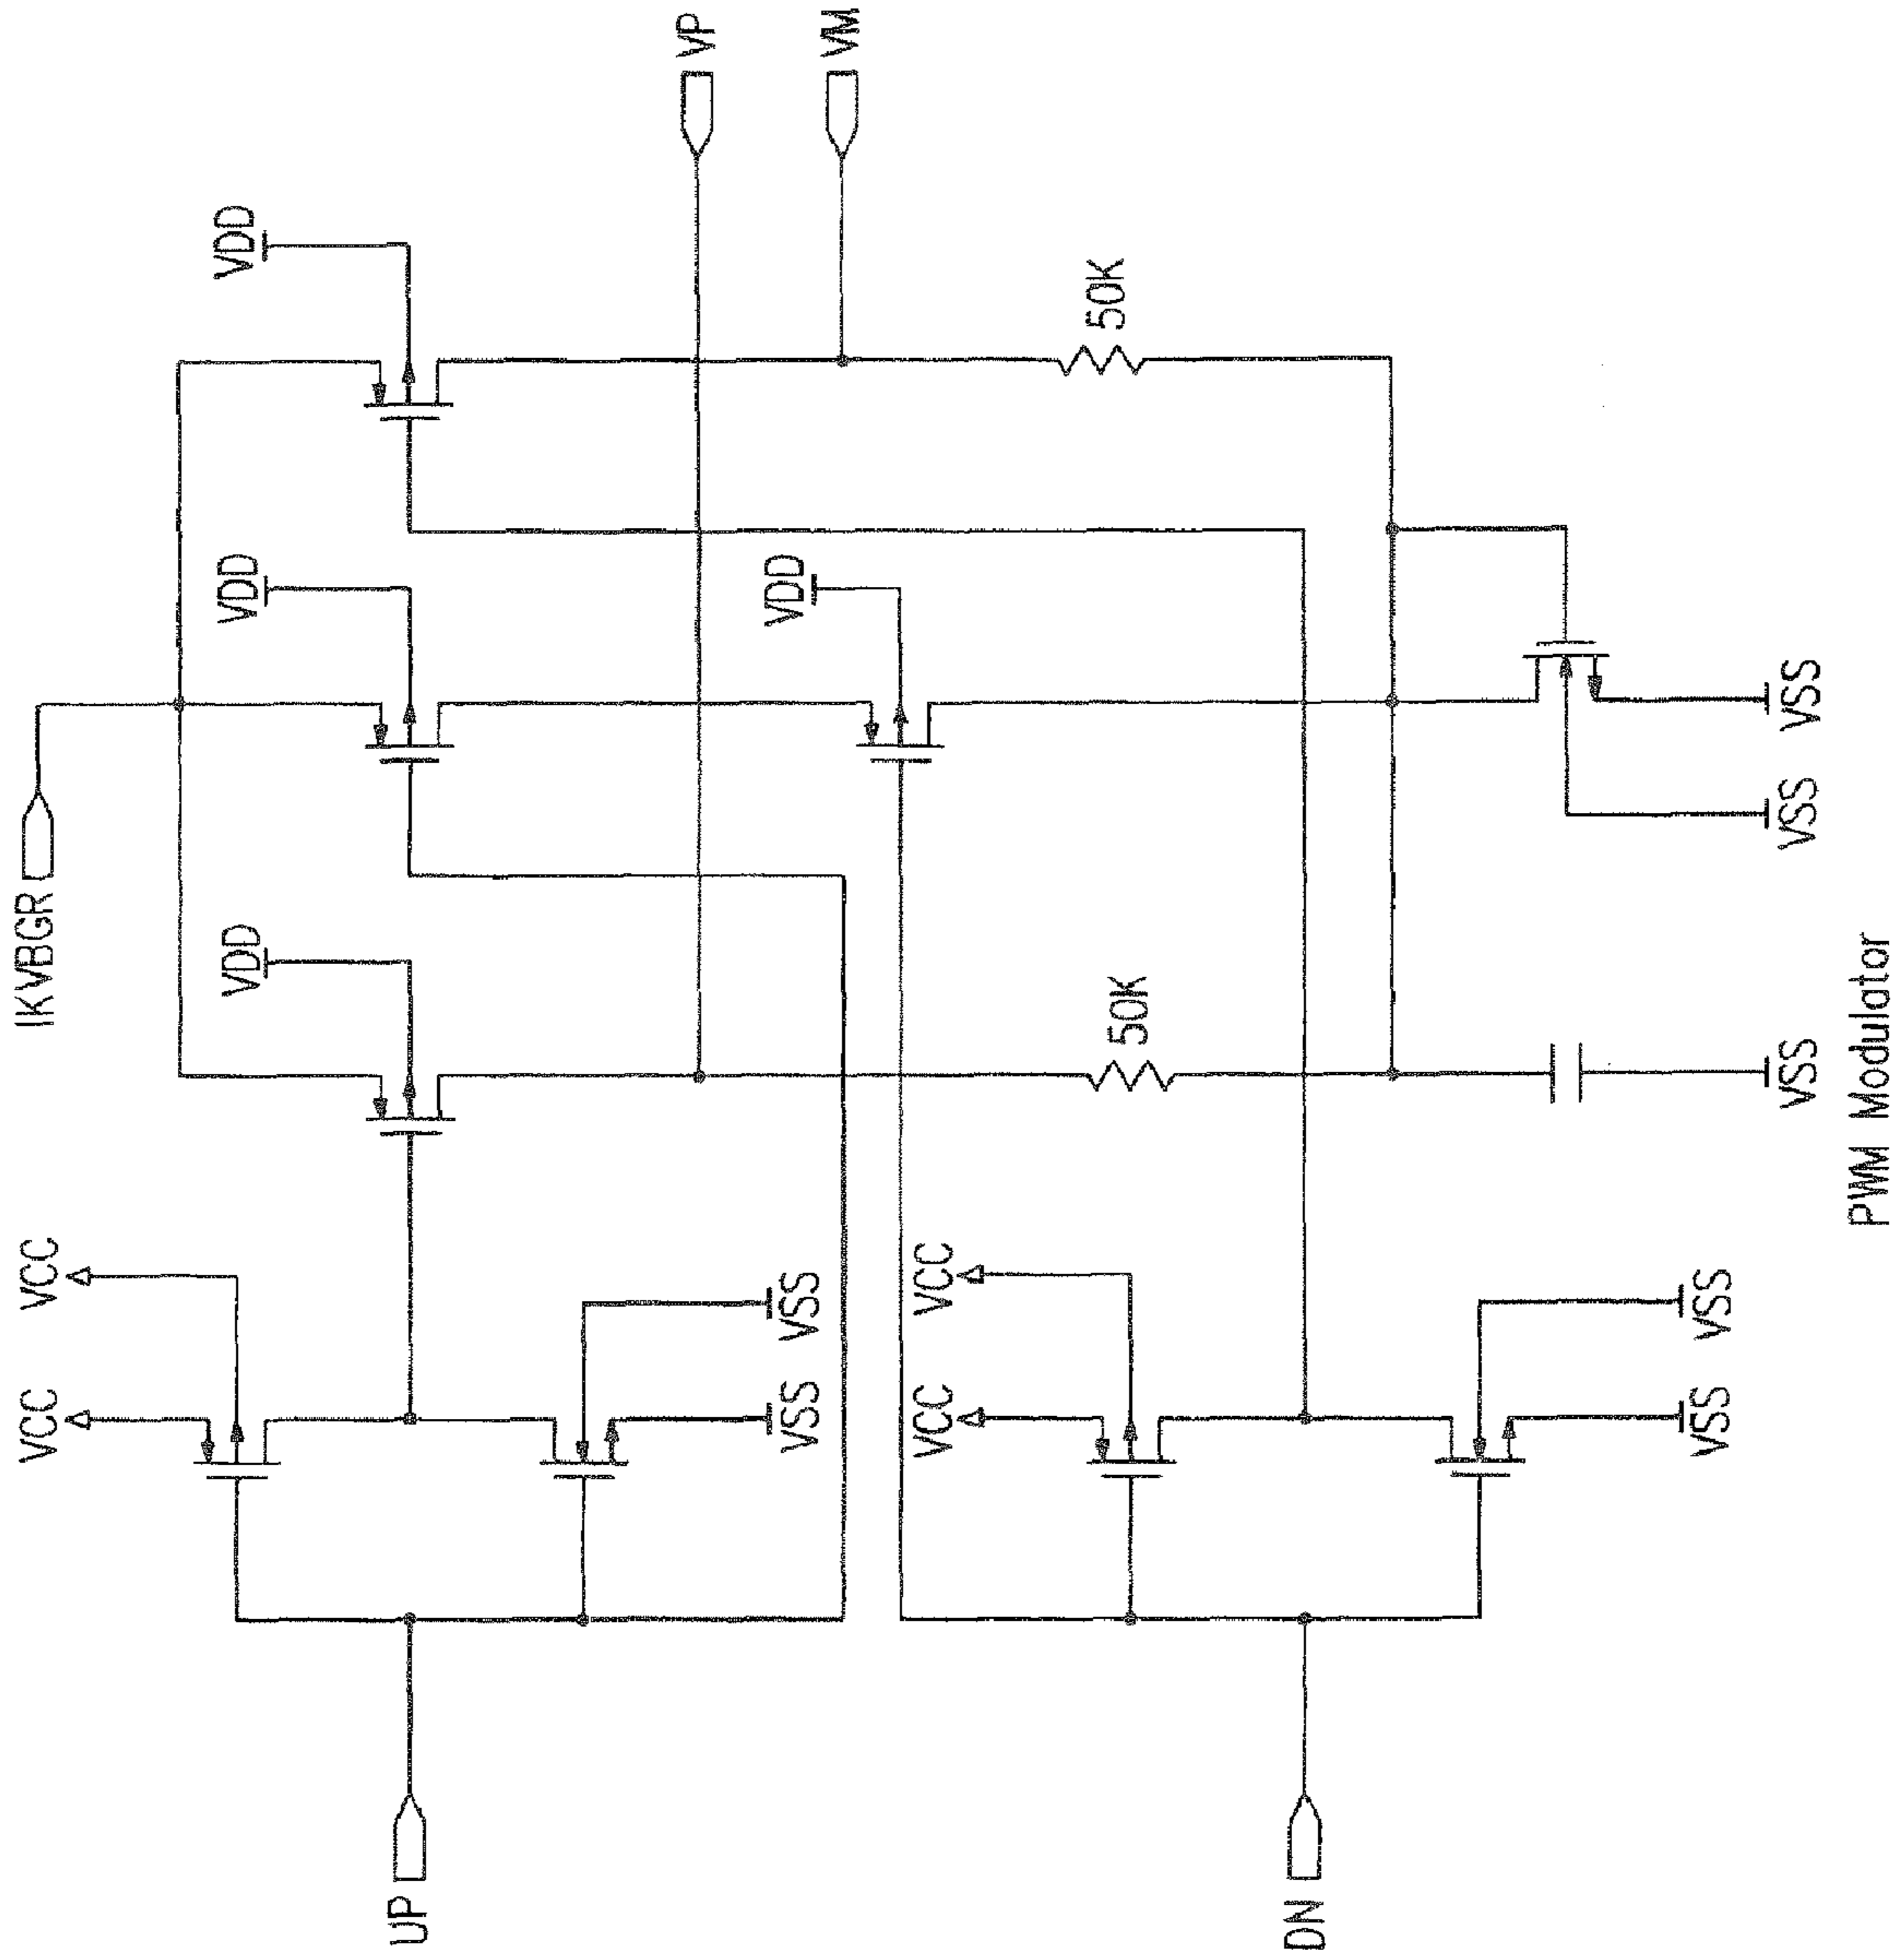 VP
VM
VDD
50K
VDD
VDD
VSS
VSS
IKVBGR
VDD
50K
VSS
VCC
VCC
VSS
VSS
VCC
VCC
VSS
VSS
UP
DN
PWM Modulator